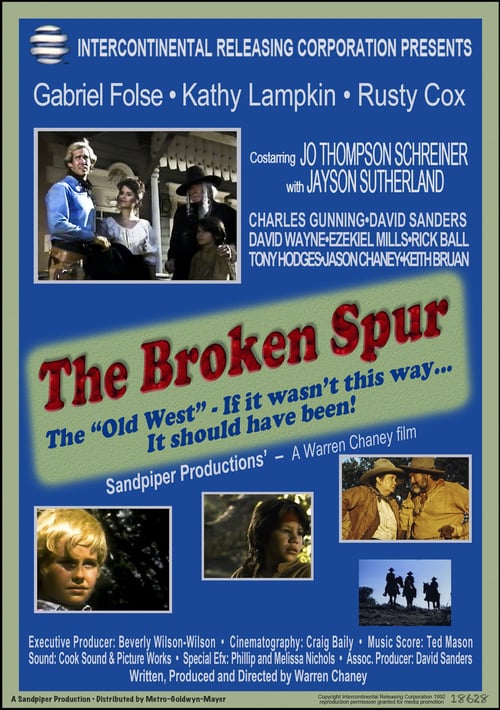 INTERCONTINENTAL RELEASING CORPORATION PRESENTS
Gabriel Folse • Kathy Lampkin • Rusty Cox
Costarring JO THOMPSON SCHREINER
with JAYSON SUTHERLAND
CHARLES GUNNING•DAVID SANDERS
DAVID WAYNE•EZEKIEL MILLS•RICK BALL
TONY HODGES•JASON CHANEY•KEITH BRUAN
The Broken Spur
The “Old West” - If it wasn’t this way...
It should have been!
Sandpiper Productions’ – A Warren Chaney film
Executive Producer: Beverly Wilson-Wilson • Cinematography: Craig Baily • Music Score: Ted Mason
Sound: Cook Sound & Picture Works • Special Efx: Phillip and Melissa Nichols • Assoc. Producer: David Sanders
Written, Produced and Directed by Warren Chaney
A Sandpiper Production • Distributed by Metro-Goldwyn-Mayer
Copyright Intercontinental Releasing Corporation 1992
reproduction permission granted for media promotion
18628